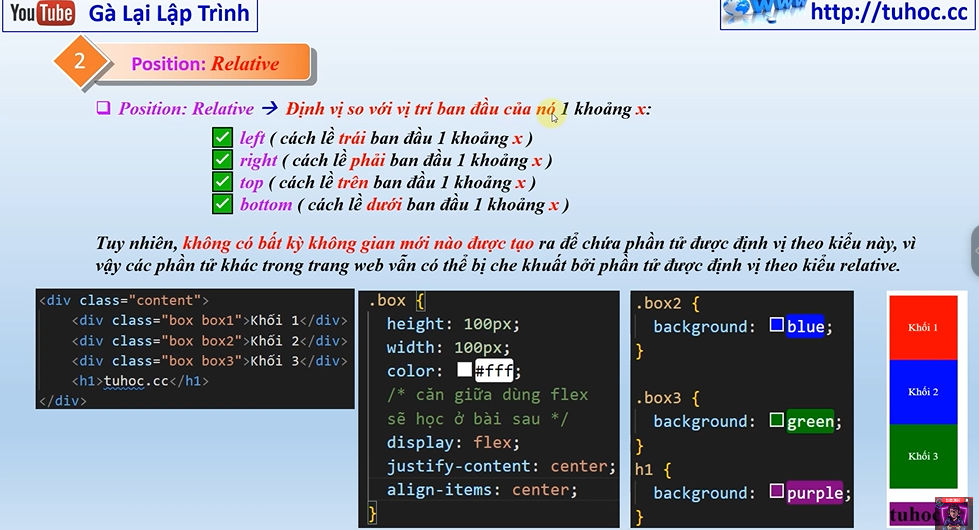 YouTube Gà Lại Lập Trình
www http://tuhoc.cc
2 Position: Relative
❑ Position: Relative → Định vị so với vị trí ban đầu của nó 1 khoảng x:
left ( cách lề trái ban đầu 1 khoảng x )
right ( cách lề phải ban đầu 1 khoảng x )
top ( cách lề trên ban đầu 1 khoảng x )
bottom ( cách lề dưới ban đầu 1 khoảng x )
Tuy nhiên, không có bất kỳ không gian mới nào được tạo ra để chứa phần tử được định vị theo kiểu này, vì
vậy các phần tử khác trong trang web vẫn có thể bị che khuất bởi phần tử được định vị theo kiểu relative.
<div class="content">
<div class="box box1">Khối 1</div>
<div class="box box2">Khối 2</div>
<div class="box box3">Khối 3</div>
<h1>tuhoc.cc</h1>
</div>
.box {
height: 100px;
width: 100px;
color: #fff;
/* căn giữa dùng flex
sẽ học ở bài sau */
display: flex;
justify-content: center;
align-items: center;
}
.box2 {
background: blue;
}
.box3 {
background: green;
}
h1 {
background: purple;
}
Khối 1
Khối 2
Khối 3